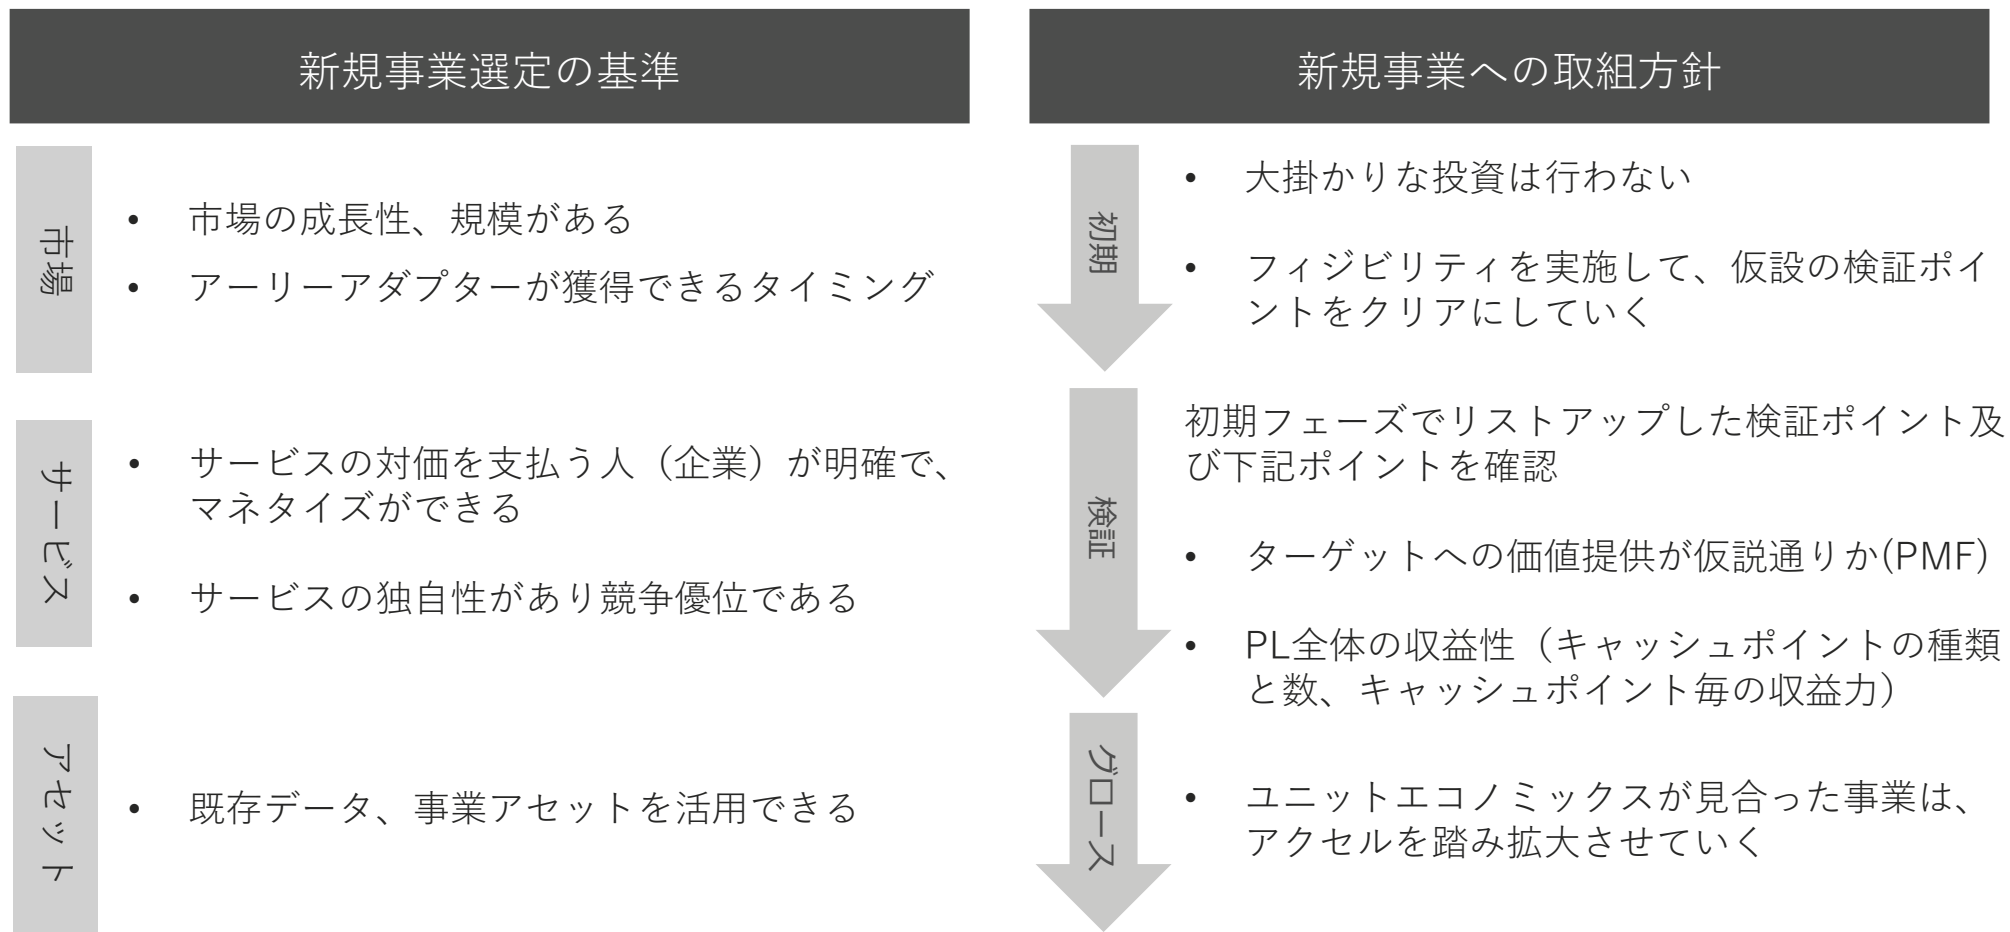 新規事業選定の基準
市場
• 市場の成長性、規模がある
• アーリーアダプターが獲得できるタイミング
サービス
• サービスの対価を支払う人（企業）が明確で、
マネタイズができる
• サービスの独自性があり競争優位である
アセット
• 既存データ、事業アセットを活用できる
新規事業への取組方針
初期
• 大掛かりな投資は行わない
• フィジビリティを実施して、仮設の検証ポイ
ントをクリアにしていく
検証
初期フェーズでリストアップした検証ポイント及
び下記ポイントを確認
• ターゲットへの価値提供が仮説通りか(PMF)
• PL全体の収益性（キャッシュポイントの種類
と数、キャッシュポイント毎の収益力）
グロース
• ユニットエコノミックスが見合った事業は、
アクセルを踏み拡大させていく